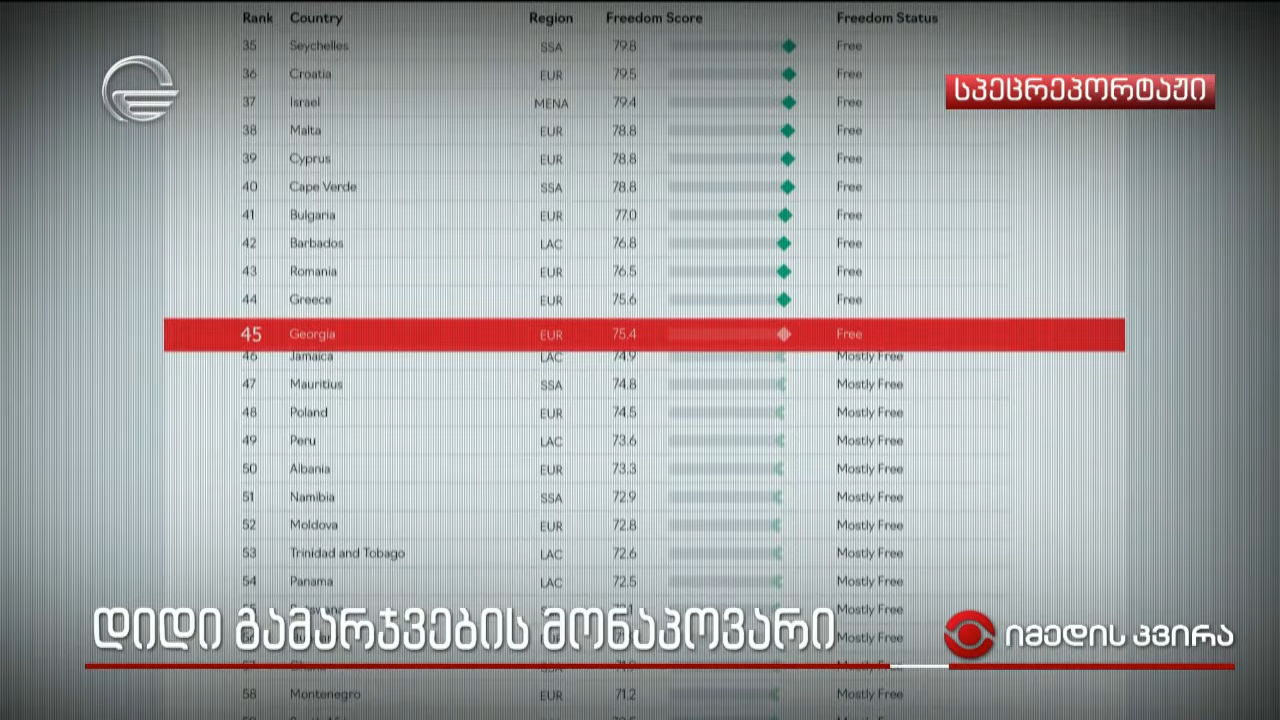 Rank Country Region Freedom Score Freedom Status
35 Seychelles SSA 79.8 Free
სპეცრეპორტაჟი
36 Croatia EUR 79.5 Free
37 Israel MENA 79.4 Free
38 Malta EUR 78.8 Free
39 Cyprus EUR 78.8 Free
40 Cape Verde SSA 78.8 Free
41 Bulgaria EUR 77.0 Free
42 Barbados LAC 76.8 Free
43 Romania EUR 76.5 Free
44 Greece EUR 75.6 Free
45 Georgia EUR 75.4 Free
46 Jamaica LAC 74.9 Mostly Free
47 Mauritius SSA 74.8 Mostly Free
48 Poland EUR 74.5 Mostly Free
49 Peru LAC 73.6 Mostly Free
50 Albania EUR 73.3 Mostly Free
51 Namibia SSA 72.9 Mostly Free
52 Moldova EUR 72.8 Mostly Free
53 Trinidad and Tobago LAC 72.6 Mostly Free
54 Panama LAC 72.5 Mostly Free
Mostly Free
დიდი გამარჯვების მონაპოვარი
Mostly Free
იმედის კვირა
58 Montenegro EUR 71.2 Mostly Free